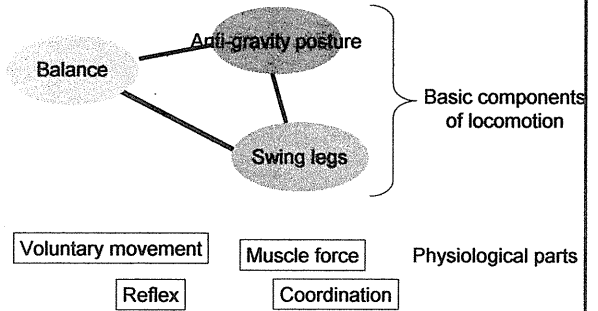 Anti-gravity posture
Balance
Basic components
of locomotion
Swing legs
Voluntary movement
Muscle force
Physiological parts
Reflex
Coordination